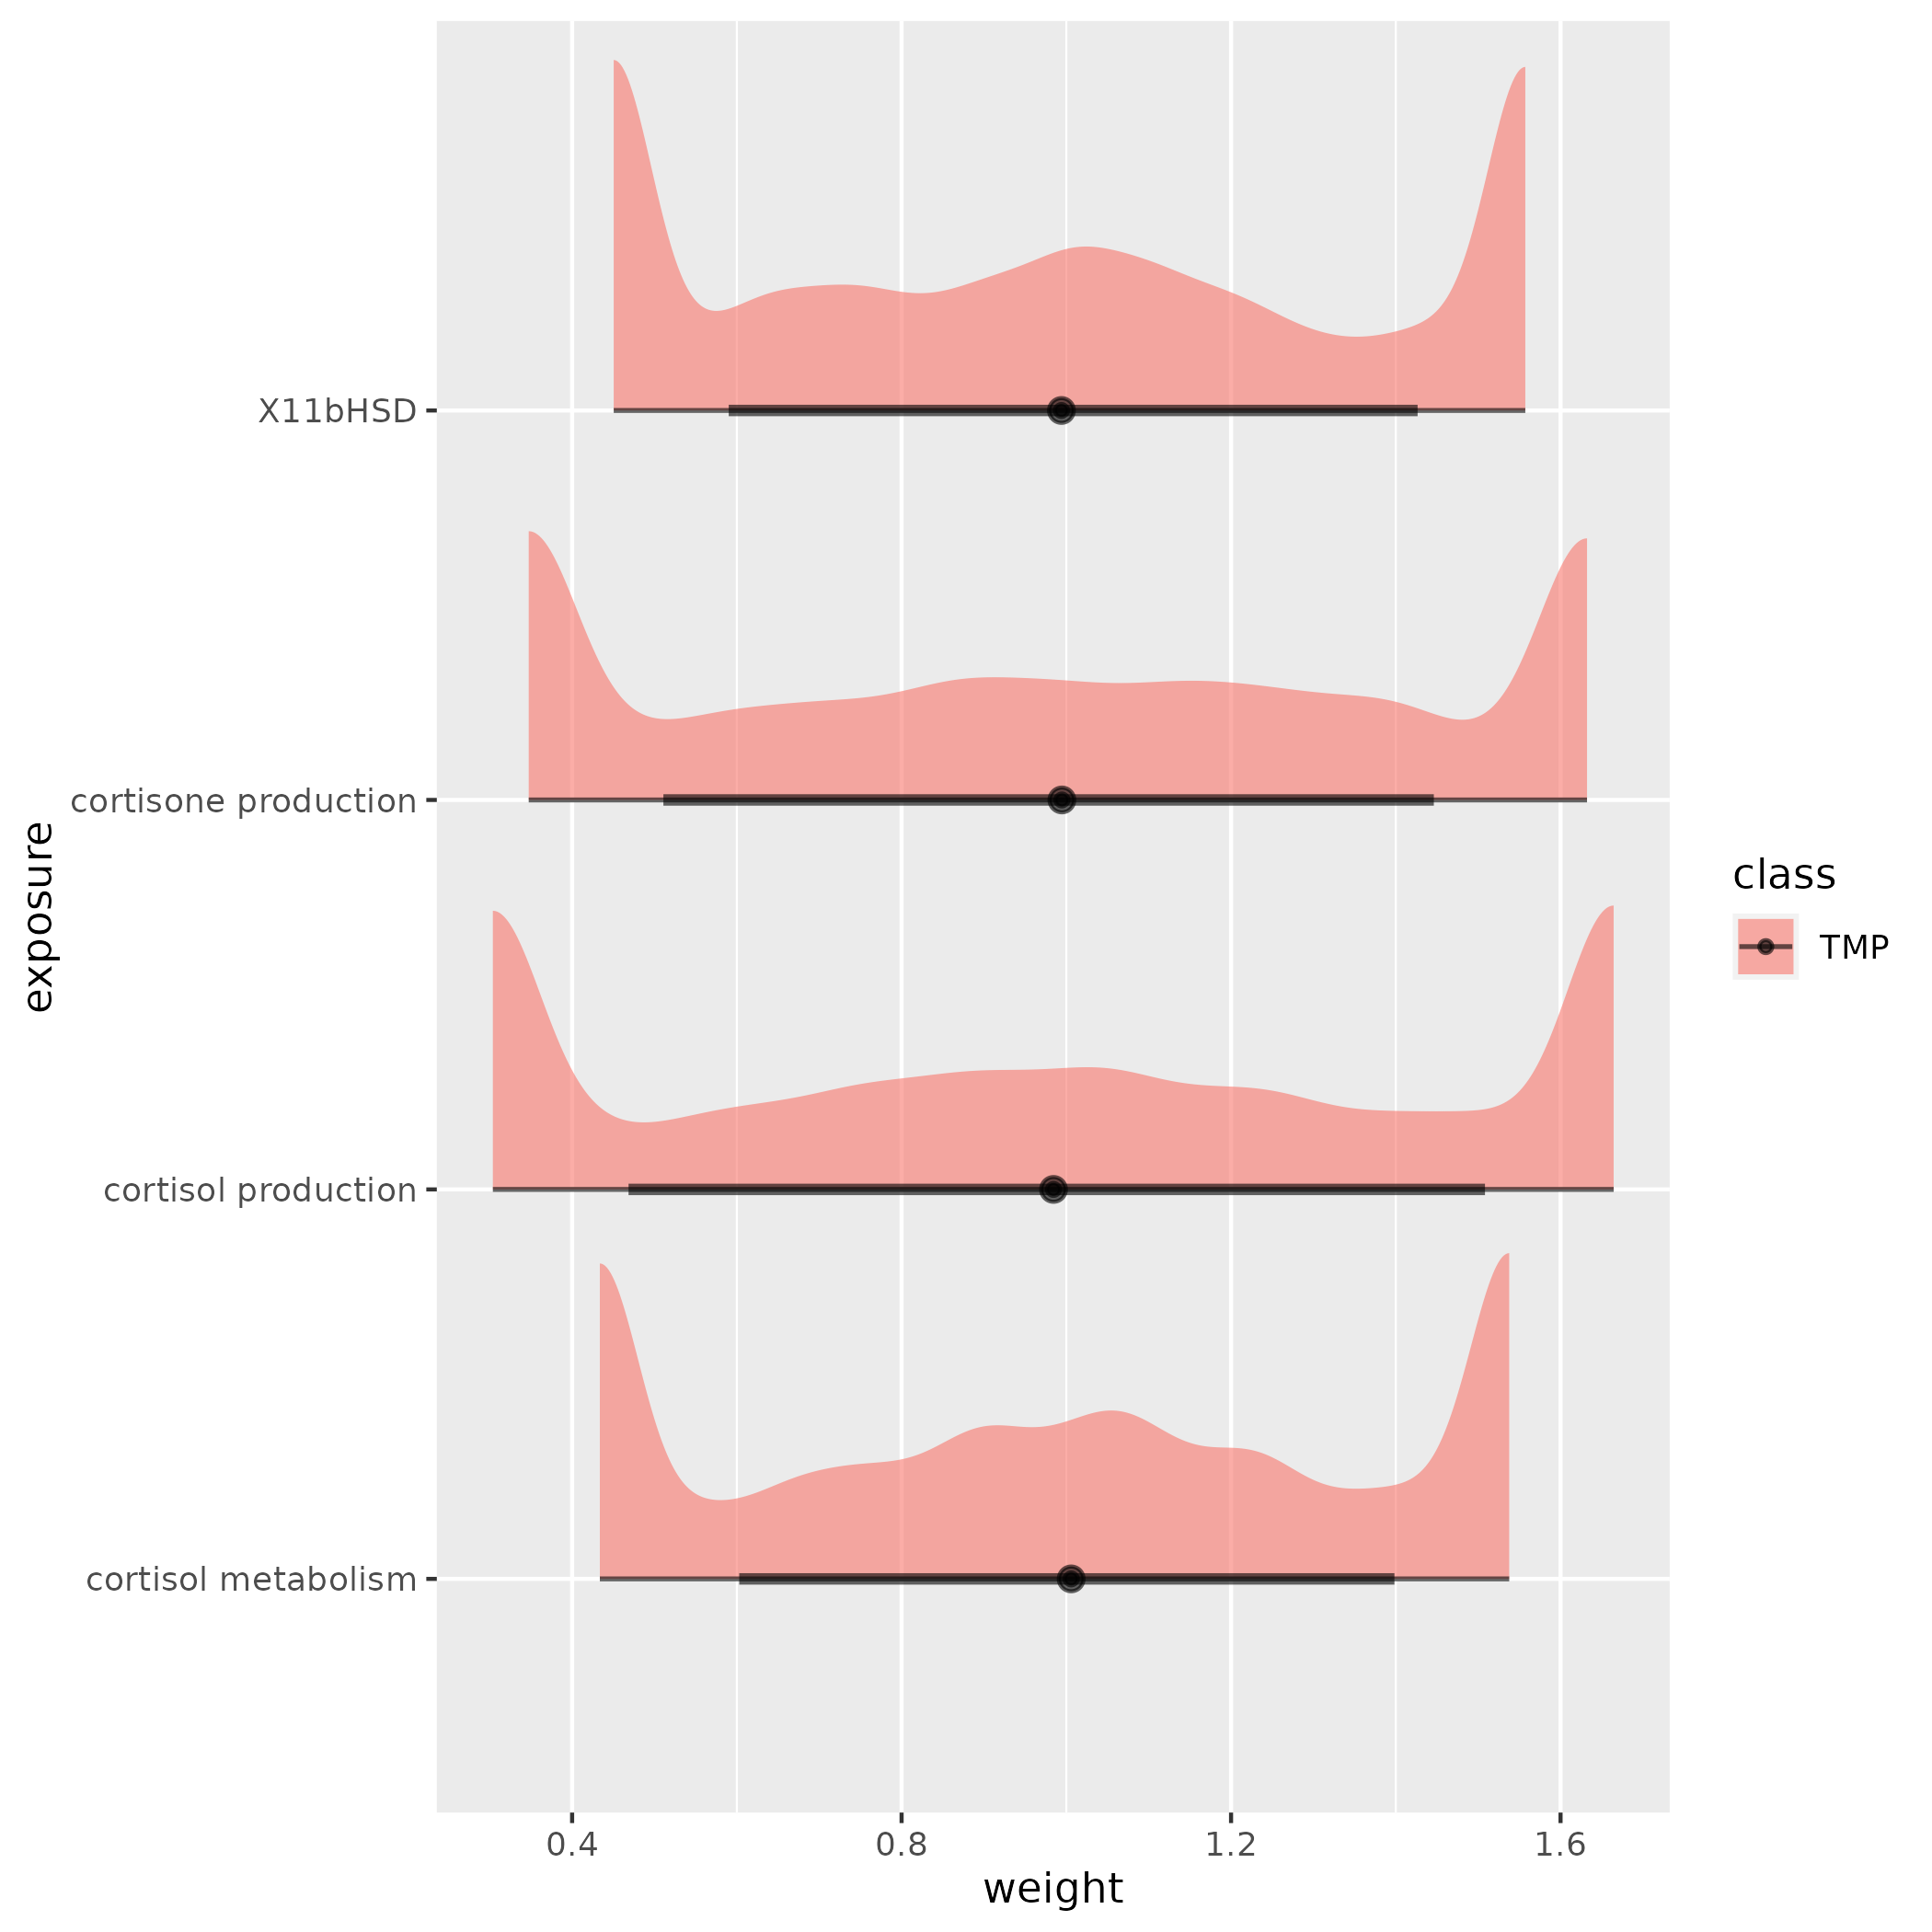 X11bHSD
cortisone production
cortisol production
cortisol metabolism
exposure
0.4 0.8 1.2 1.6
weight
class
TMP